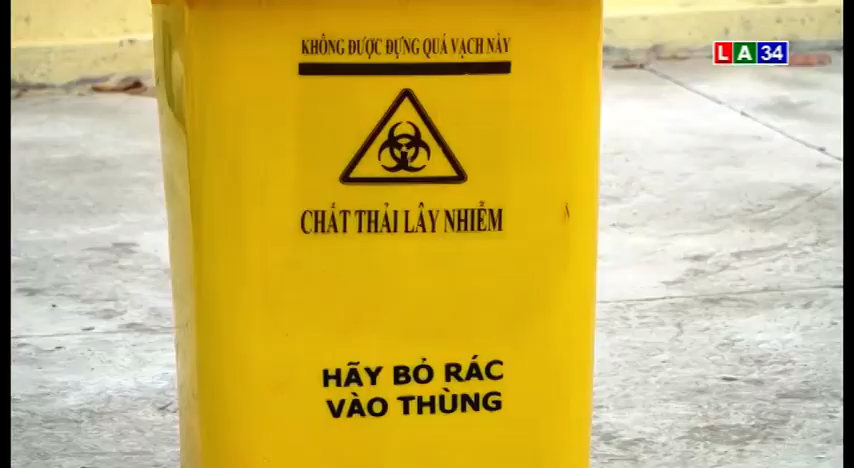 KHÔNG ĐƯỢC ĐỰNG QUÁ VẠCH NÀY
LA34
CHẤT THẢI LÂY NHIỄM
HÃY BỎ RÁC
VÀO THÙNG